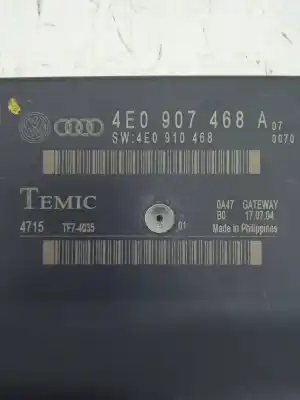 4E0 907 468 A 07
SW:4E0 910 468 0070
TEMIC
0A47 GATEWAY
4715 TF7-4035 01 B0 17.07.04
Made in Philippines